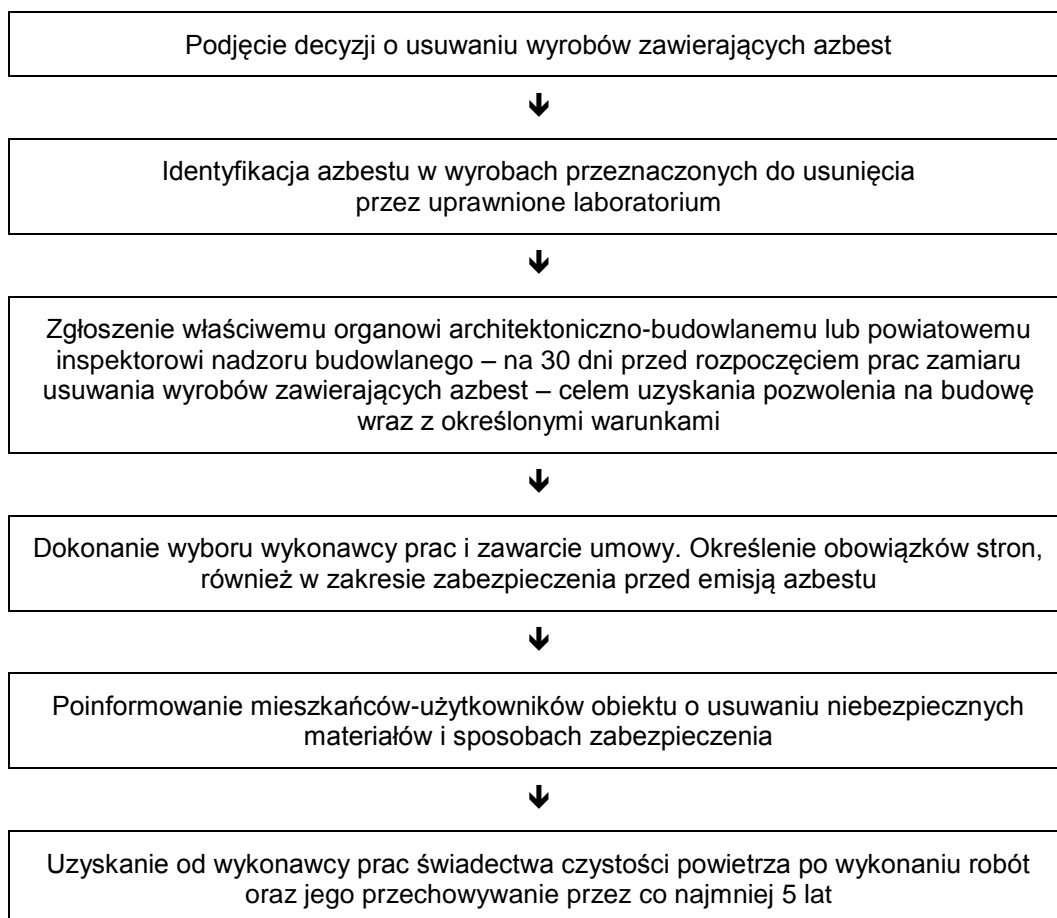 Podjęcie decyzji o usuwaniu wyrobów zawierających azbest
Identyfikacja azbestu w wyrobach przeznaczonych do usunięcia
przez uprawnione laboratorium
Zgłoszenie właściwemu organowi architektoniczno-budowlanemu lub powiatowemu
inspektorowi nadzoru budowlanego – na 30 dni przed rozpoczęciem prac zamiaru
usuwania wyrobów zawierających azbest – celem uzyskania pozwolenia na budowę
wraz z określonymi warunkami
Dokonanie wyboru wykonawcy prac i zawarcie umowy. Określenie obowiązków stron,
również w zakresie zabezpieczenia przed emisją azbestu
Poinformowanie mieszkańców-użytkowników obiektu o usuwaniu niebezpiecznych
materiałów i sposobach zabezpieczenia
Uzyskanie od wykonawcy prac świadectwa czystości powietrza po wykonaniu robót
oraz jego przechowywanie przez co najmniej 5 lat